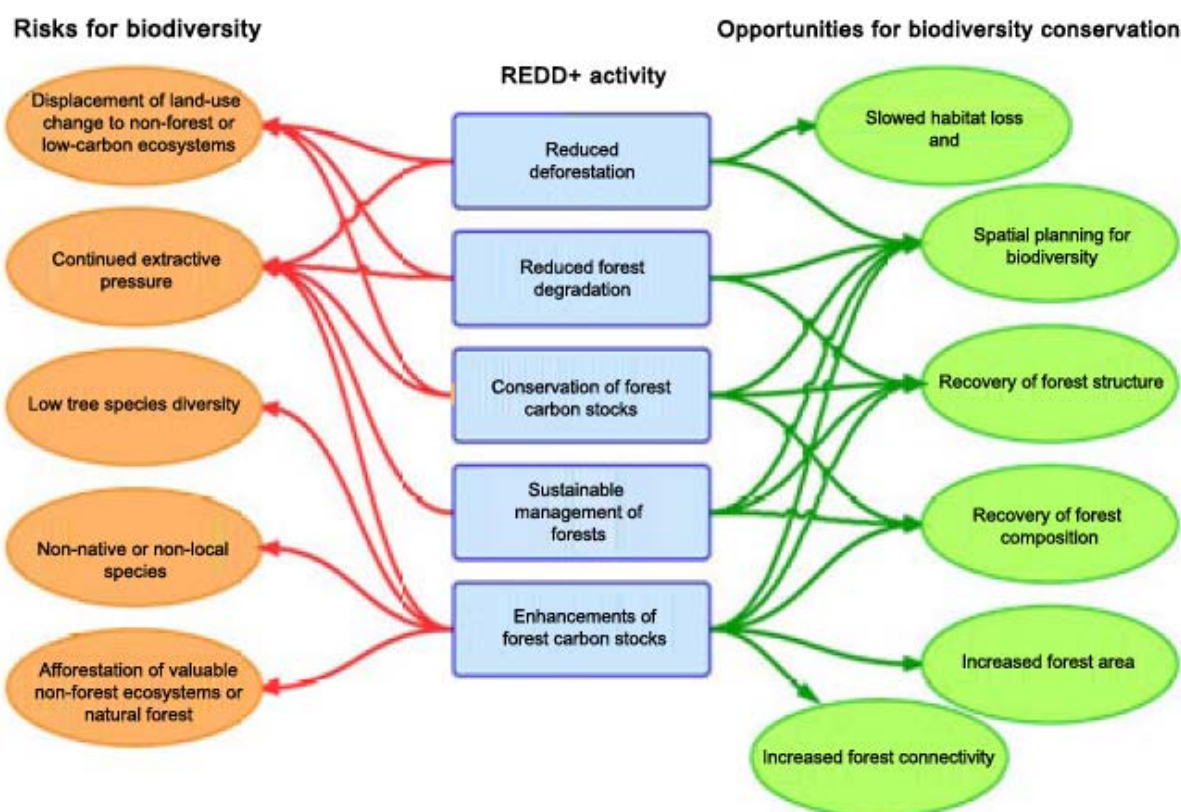 Risks for biodiversity
Opportunities for biodiversity conservation
REDD+ activity
Displacement of land-use
change to non-forest or
low-carbon ecosystems
Continued extractive
pressure
Low tree species diversity
Non-native or non-local
species
Afforestation of valuable
non-forest ecosystems or
natural forest
Reduced
deforestation
Reduced forest
degradation
Conservation of forest
carbon stocks
Sustainable
management of
forests
Enhancements of
forest carbon stocks
Slowed habitat loss
and
Spatial planning for
biodiversity
Recovery of forest structure
Recovery of forest
composition
Increased forest area
Increased forest connectivity